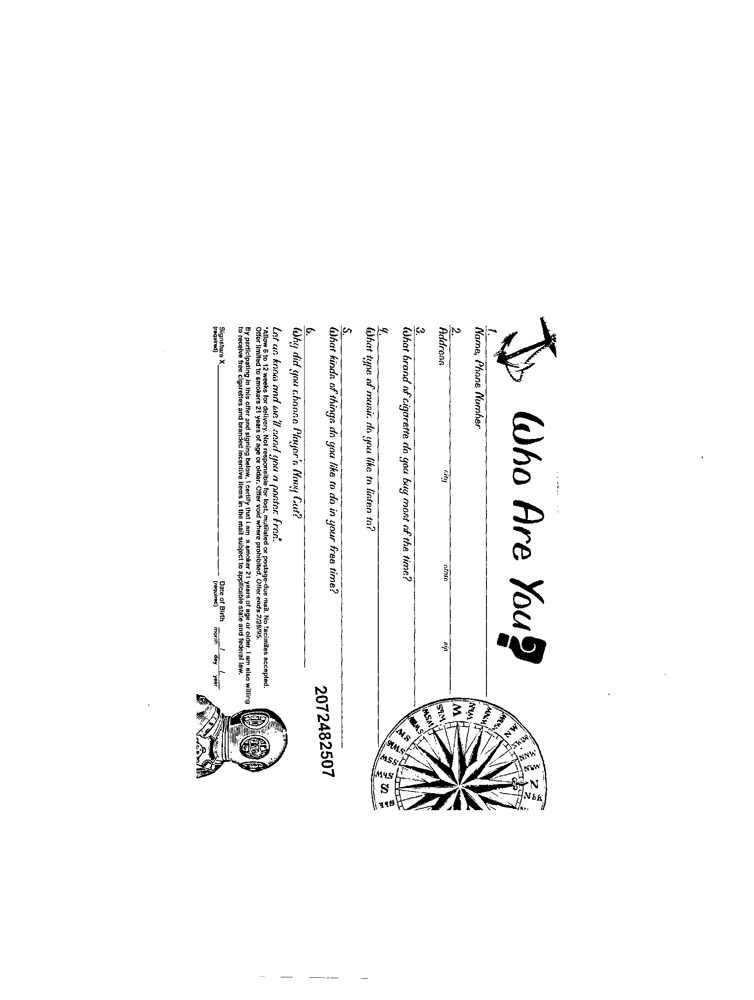 Who Are You?
1.
Name, Phone Number
2.
Address city state zip
3.
What brand of cigarette do you buy most of the time?
4.
What type of music do you like to listen to?
5.
What kinds of things do you like to do in your free time?
6.
Why did you choose Player's Navy Cut?
Let us know and we'll send you a poster. Free.*
*Allow 6 to 12 weeks for delivery. Not responsible for lost, mutilated or postage-due mail. No facimiles accepted.
Offer limited to smokers 21 years of age or older. Offer void where prohibited. Offer ends 2/28/95.
By participating in this offer and signing below, I certify that I am a smoker 21 years of age or older. I am also willing
to receive free cigarettes and branded incentive items in the mail subject to applicable state and federal law.
Signature X Date of Birth / /
(required) (required) month day year
2072482507
W
SW
S
N
NW
NNW
NbW
WSW